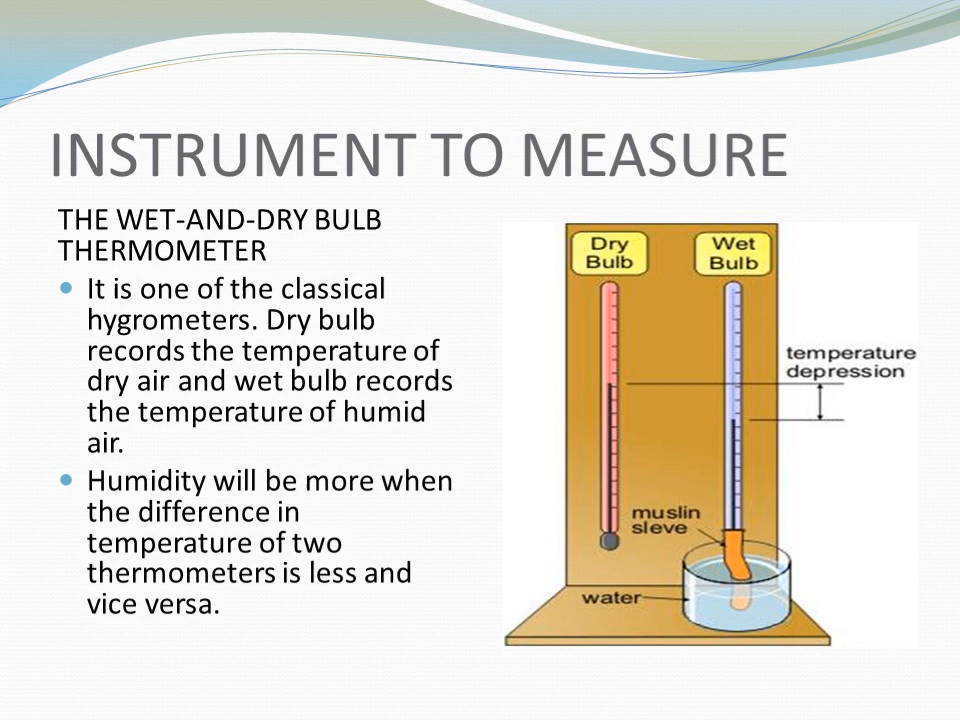 INSTRUMENT TO MEASURE
THE WET-AND-DRY BULB
THERMOMETER
It is one of the classical
hygrometers. Dry bulb
records the temperature of
dry air and wet bulb records
the temperature of humid
air.
Humidity will be more when
the difference in
temperature of two
thermometers is less and
vice versa.
Dry
Bulb
Wet
Bulb
temperature
depression
muslin
sleve
water